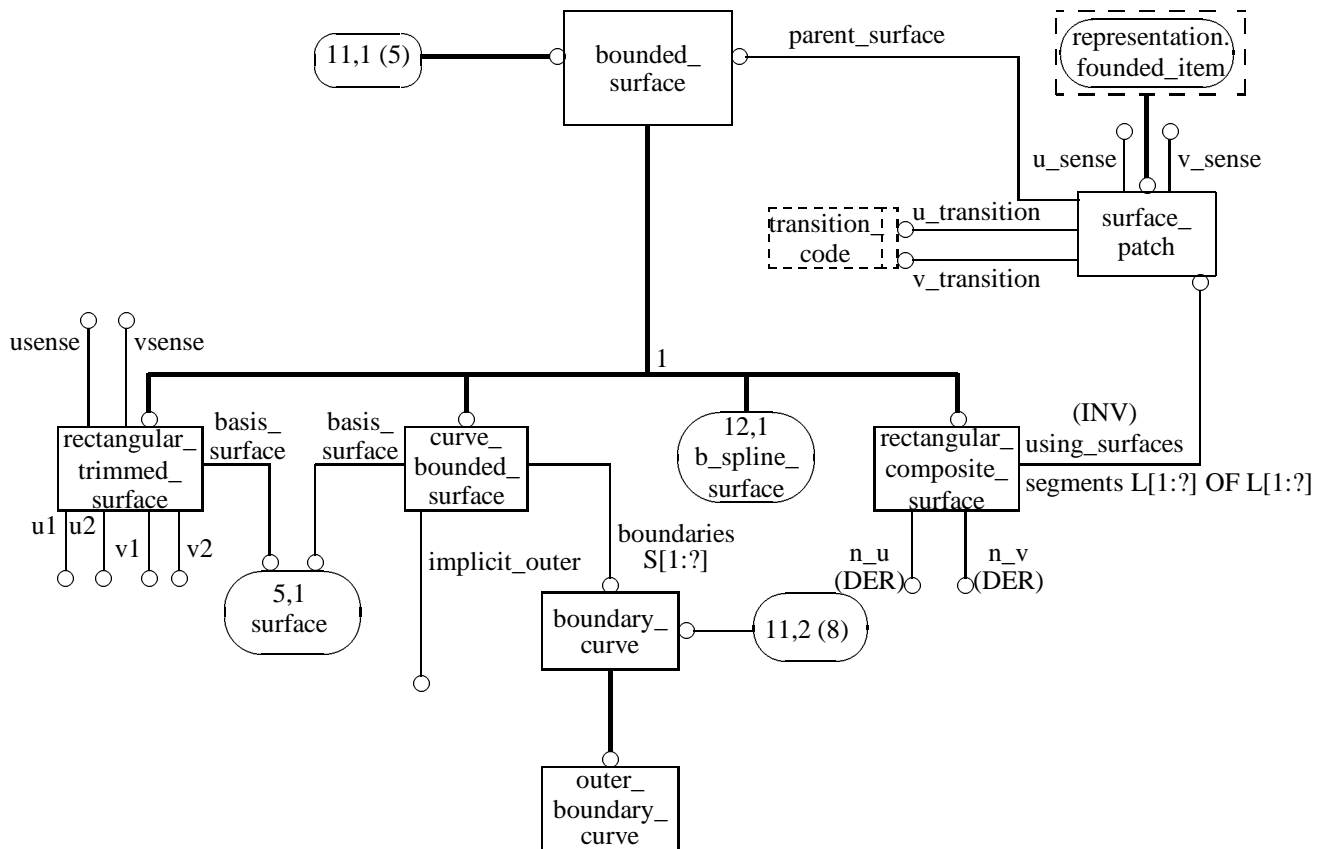 11,1 (5)
bounded_
surface
parent_surface
representation.
founded_item
u_sense
v_sense
transition_
code
u_transition
v_transition
surface_
patch
usense
vsense
1
rectangular_
trimmed_
surface
basis_
surface
basis_
surface
curve_
bounded_
surface
12,1
b_spline_
surface
rectangular_
composite_
surface
(INV)
using_surfaces
segments L[1:?] OF L[1:?]
u1
u2
v1
v2
5,1
surface
implicit_outer
boundaries
S[1:?]
n_u
(DER)
n_v
(DER)
boundary_
curve
11,2 (8)
outer_
boundary_
curve